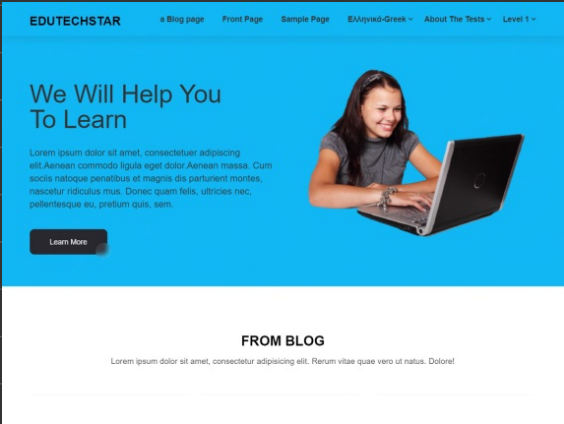 EDUTECHSTAR
a Blog page Front Page Sample Page Ελληνικά-Greek About The Tests Level 1
We Will Help You
To Learn
Lorem ipsum dolor sit amet, consectetuer adipiscing
elit.Aenean commodo ligula eget dolor.Aenean massa. Cum
sociis natoque penatibus et magnis dis parturient montes,
nascetur ridiculus mus. Donec quam felis, ultricies nec,
pellentesque eu, pretium quis, sem.
Learn More
FROM BLOG
Lorem ipsum dolor sit amet, consectetur adipisicing elit. Rerum vitae quae vero ut natus. Dolore!